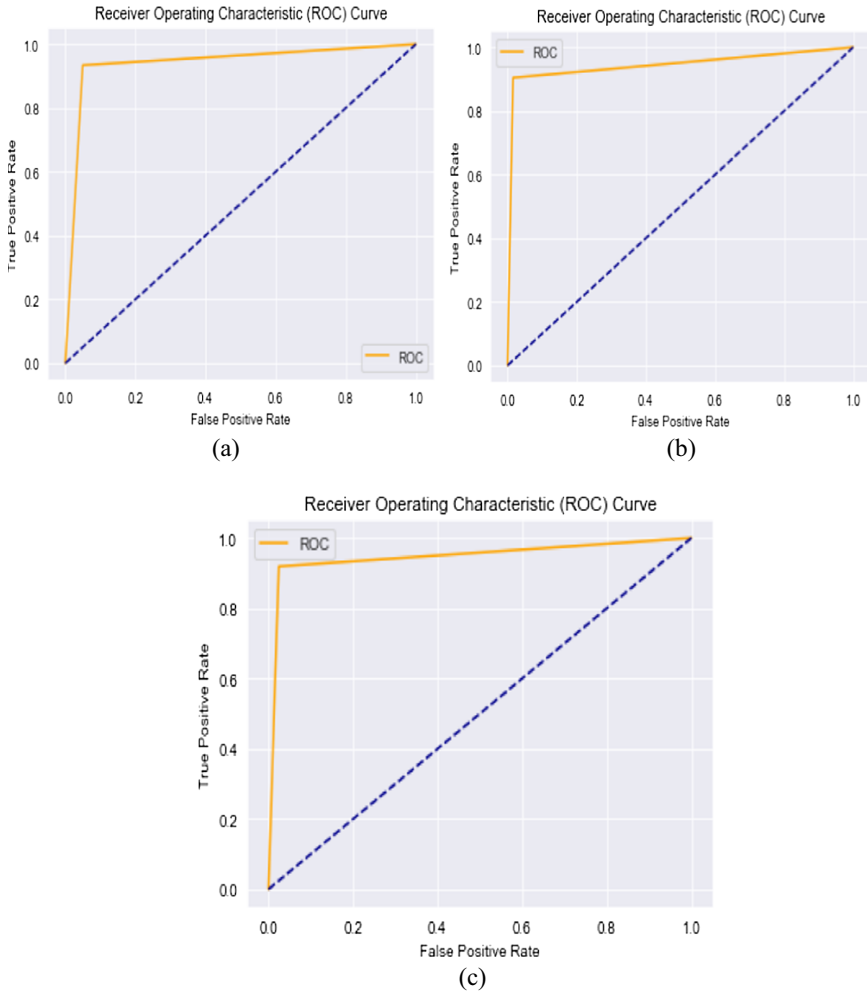 Receiver Operating Characteristic (ROC) Curve
True Positive Rate
1.0
0.8
0.6
0.4
0.2
0.0
ROC
0.0 0.2 0.4 0.6 0.8 1.0
False Positive Rate
(a)
Receiver Operating Characteristic (ROC) Curve
ROC
True Positive Rate
1.0
0.8
0.6
0.4
0.2
0.0
0.0 0.2 0.4 0.6 0.8 1.0
False Positive Rate
(b)
Receiver Operating Characteristic (ROC) Curve
ROC
True Positive Rate
1.0
0.8
0.6
0.4
0.2
0.0
0.0 0.2 0.4 0.6 0.8 1.0
False Positive Rate
(c)